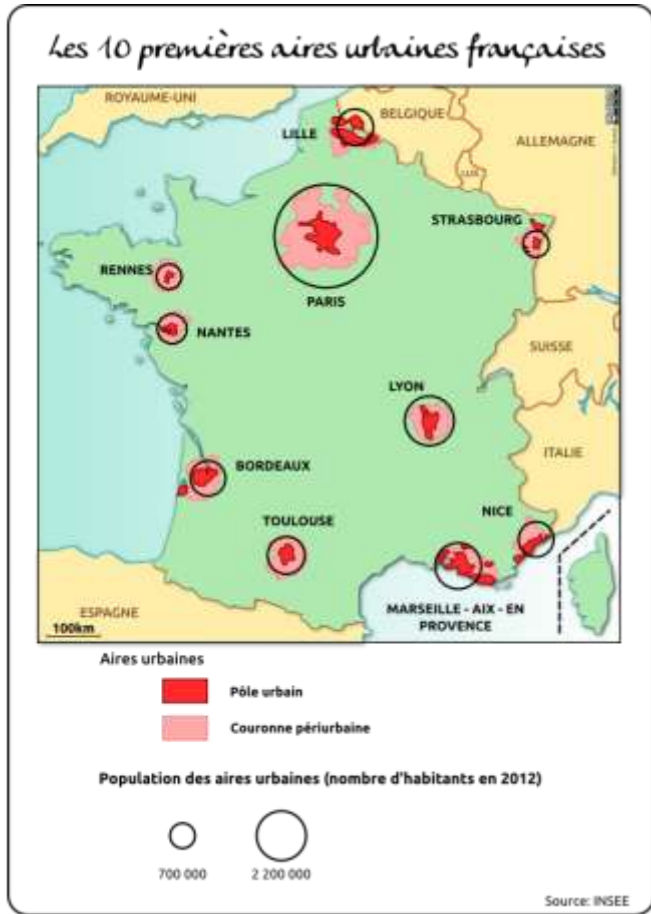 Les 10 premières aires urbaines françaises
ROYAUME-UNI
BELGIQUE
LILLE
ALLEMAGNE
LUX
STRASBOURG
RENNES
PARIS
NANTES
SUISSE
LYON
ITALIE
BORDEAUX
NICE
TOULOUSE
MARSEILLE - AIX - EN
PROVENCE
ESPAGNE
100km
Aires urbaines
Pôle urbain
Couronne périurbaine
Population des aires urbaines (nombre d'habitants en 2012)
700 000
2 200 000
Source: INSEE